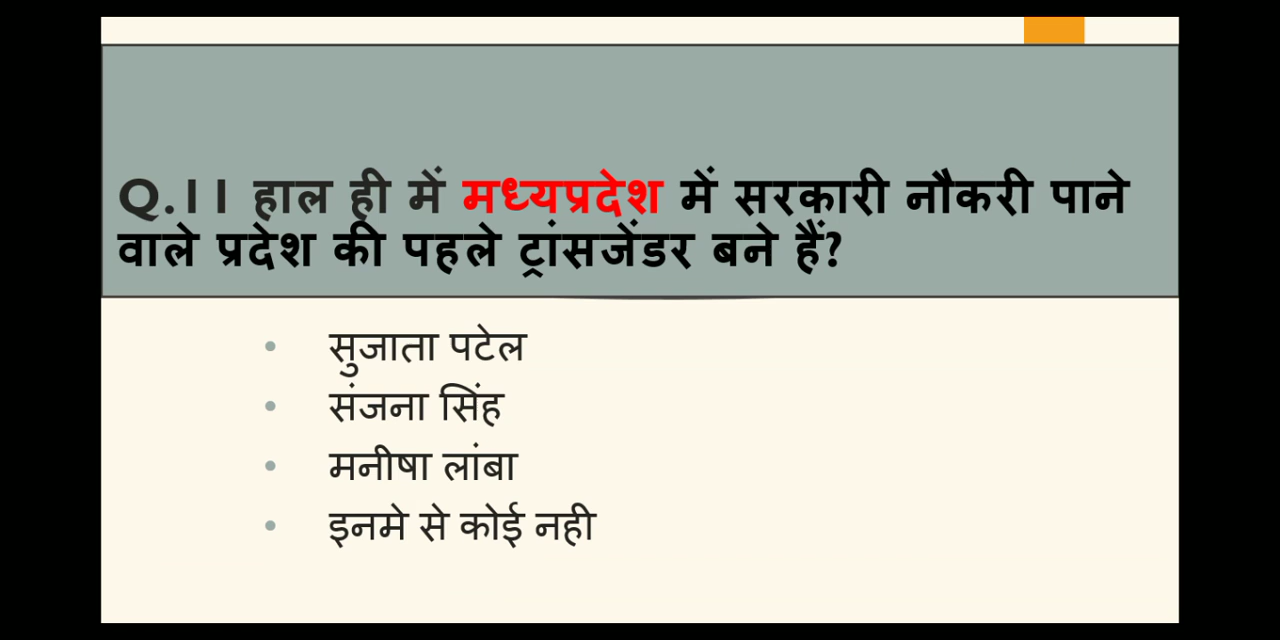 Q.11 हाल ही में मध्यप्रदेश में सरकारी नौकरी पाने
वाले प्रदेश की पहले ट्रांसजेंडर बने हैं?
• सुजाता पटेल
• संजना सिंह
• मनीषा लांबा
• इनमे से कोई नही